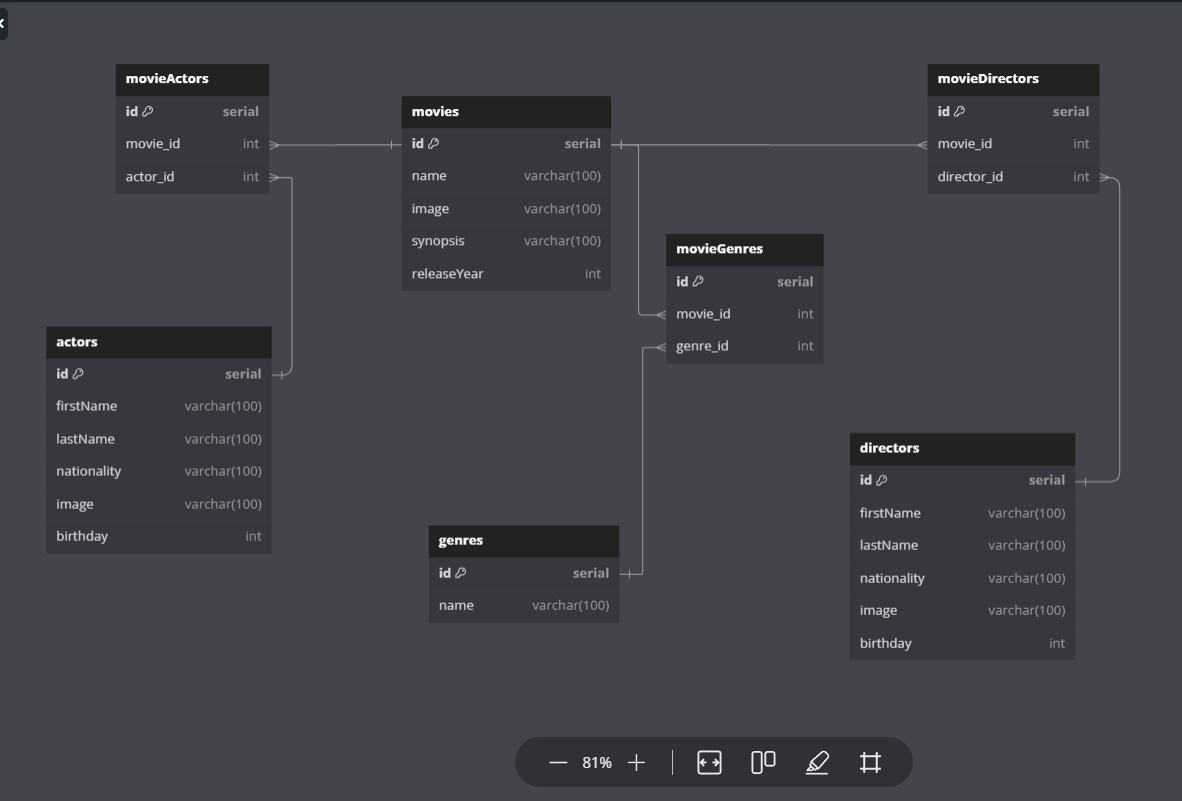 movieActors
id serial
movie_id int
actor_id int
movies
id serial
name varchar(100)
image varchar(100)
synopsis varchar(100)
releaseYear int
movieDirectors
id serial
movie_id int
director_id int
movieGenres
id serial
movie_id int
genre_id int
actors
id serial
firstName varchar(100)
lastName varchar(100)
nationality varchar(100)
image varchar(100)
birthday int
genres
id serial
name varchar(100)
directors
id serial
firstName varchar(100)
lastName varchar(100)
nationality varchar(100)
image varchar(100)
birthday int
81%